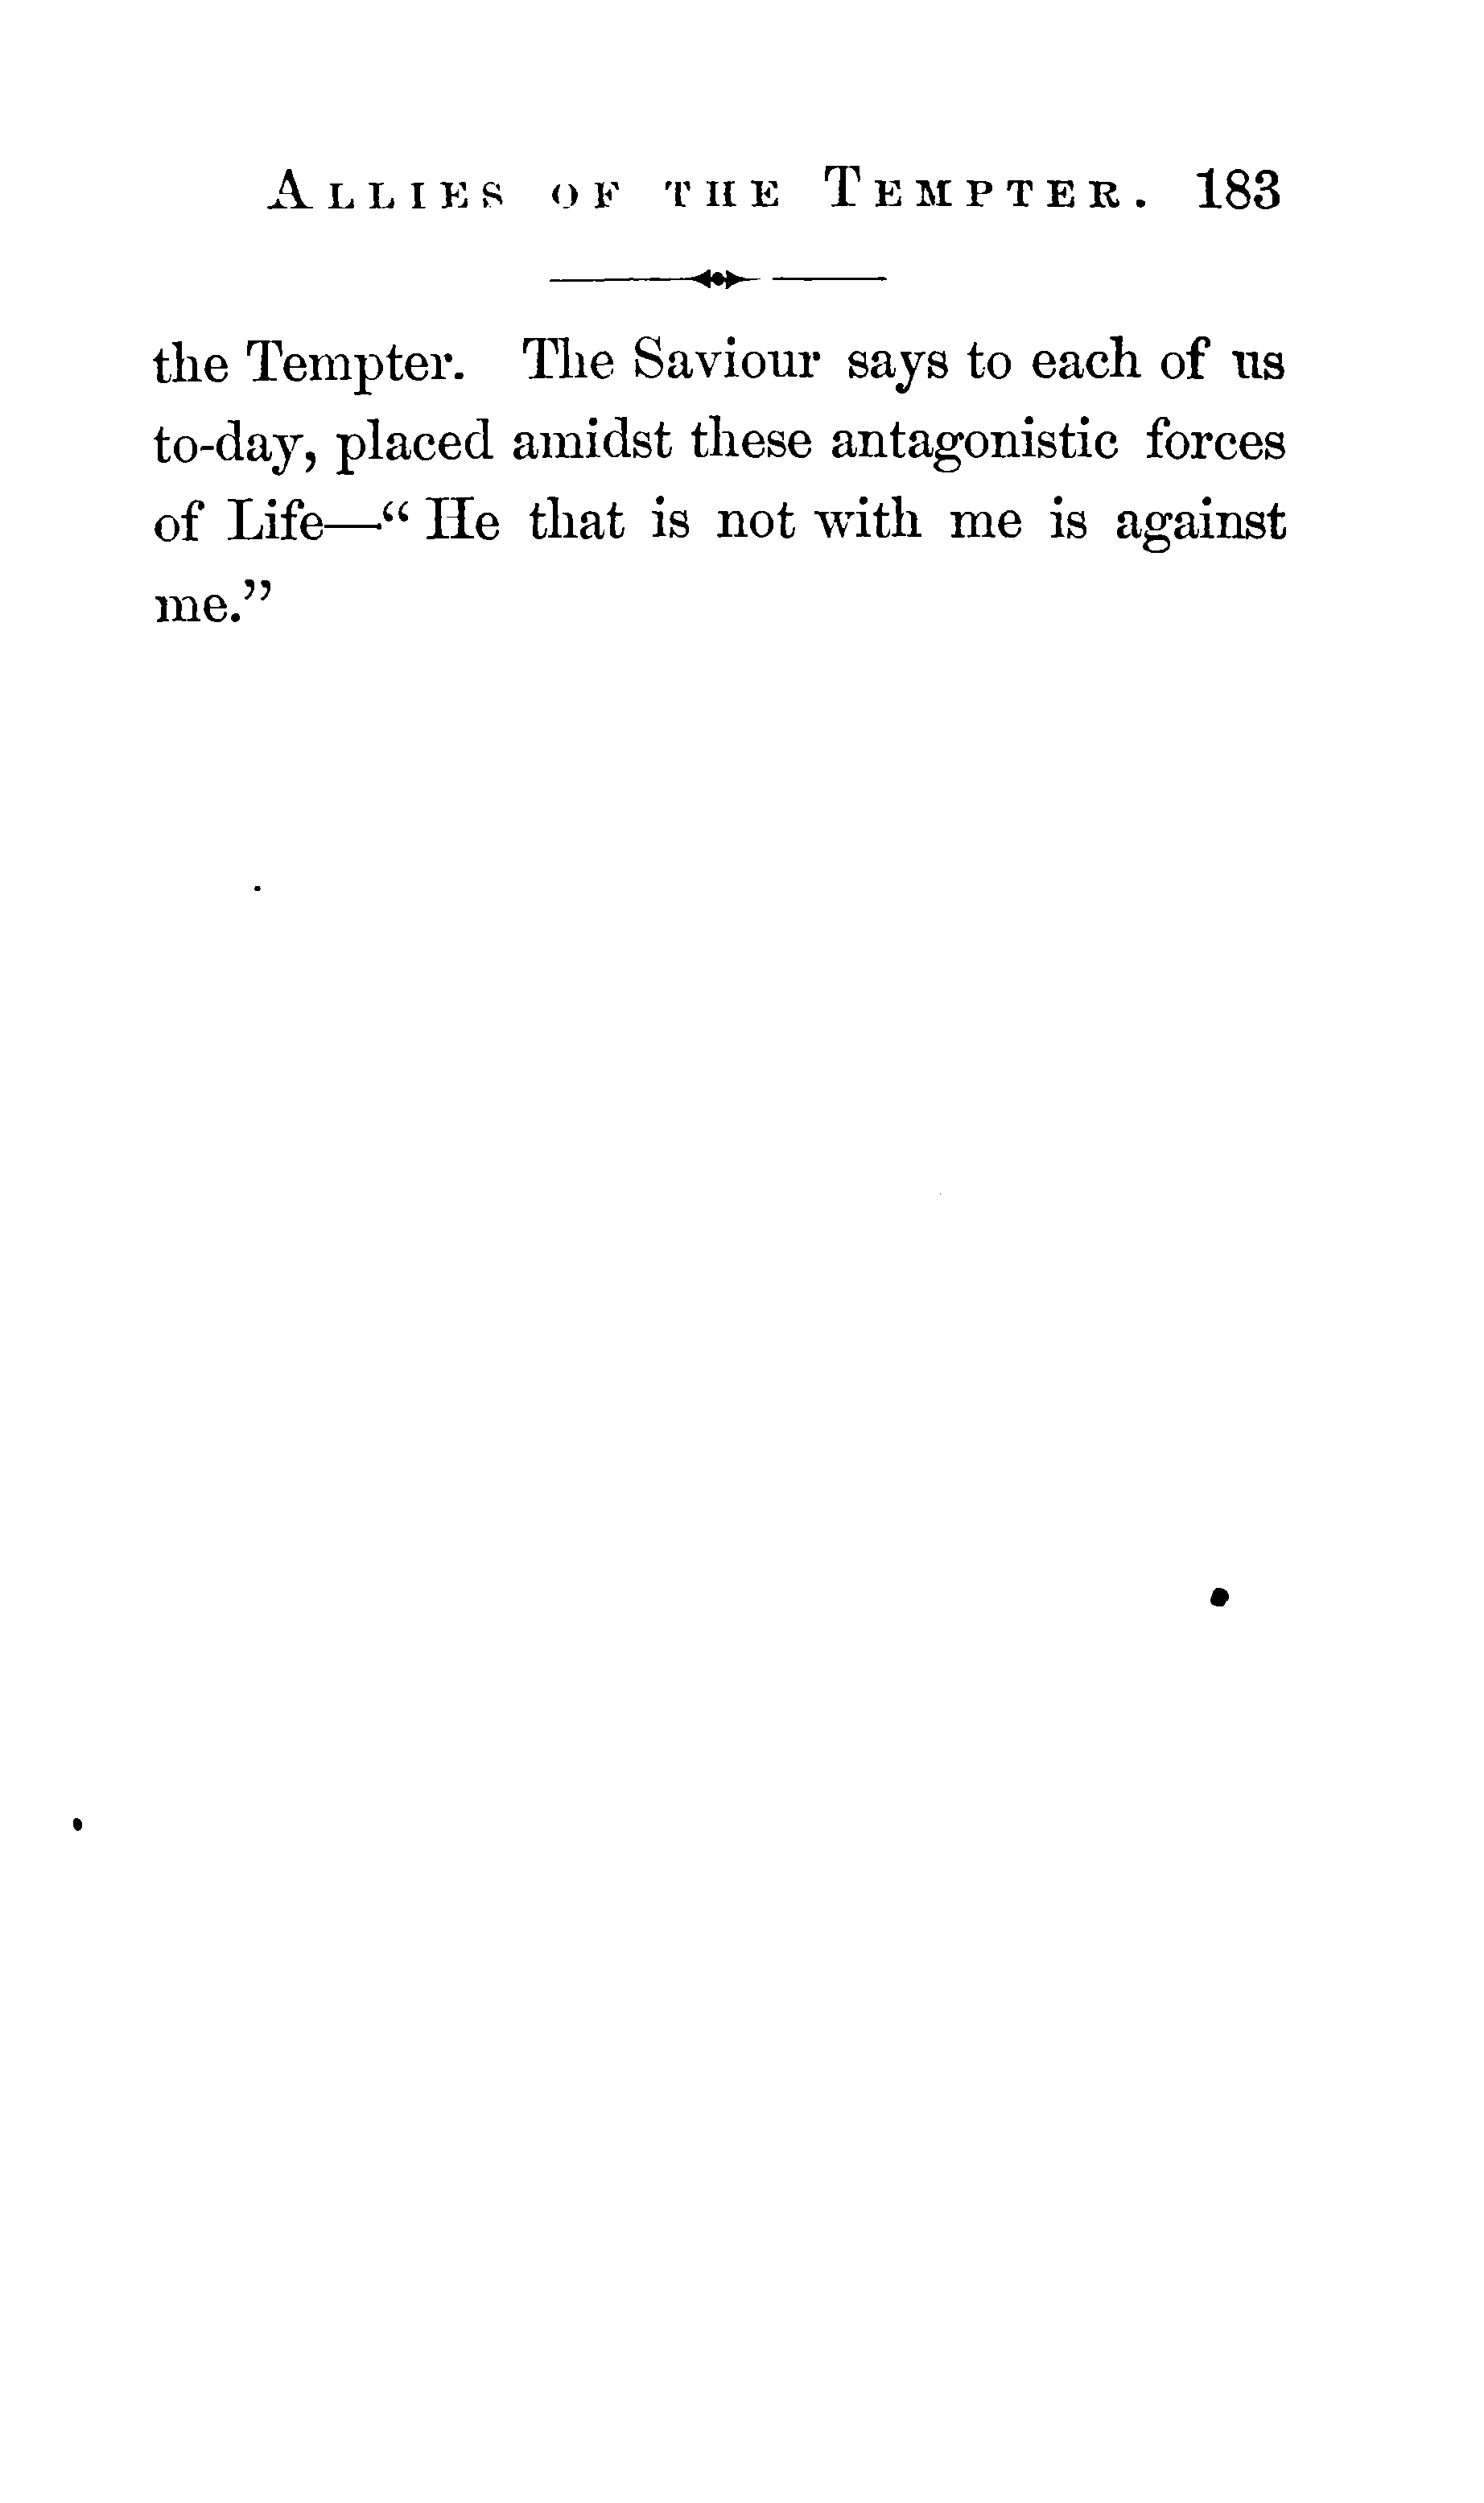 ALLIES OF THE TEMPTER. 183
the Tempter. The Saviour says to each of us
to-day, placed amidst these antagonistic forces
of Life—“ He that is not with me is against
me.”